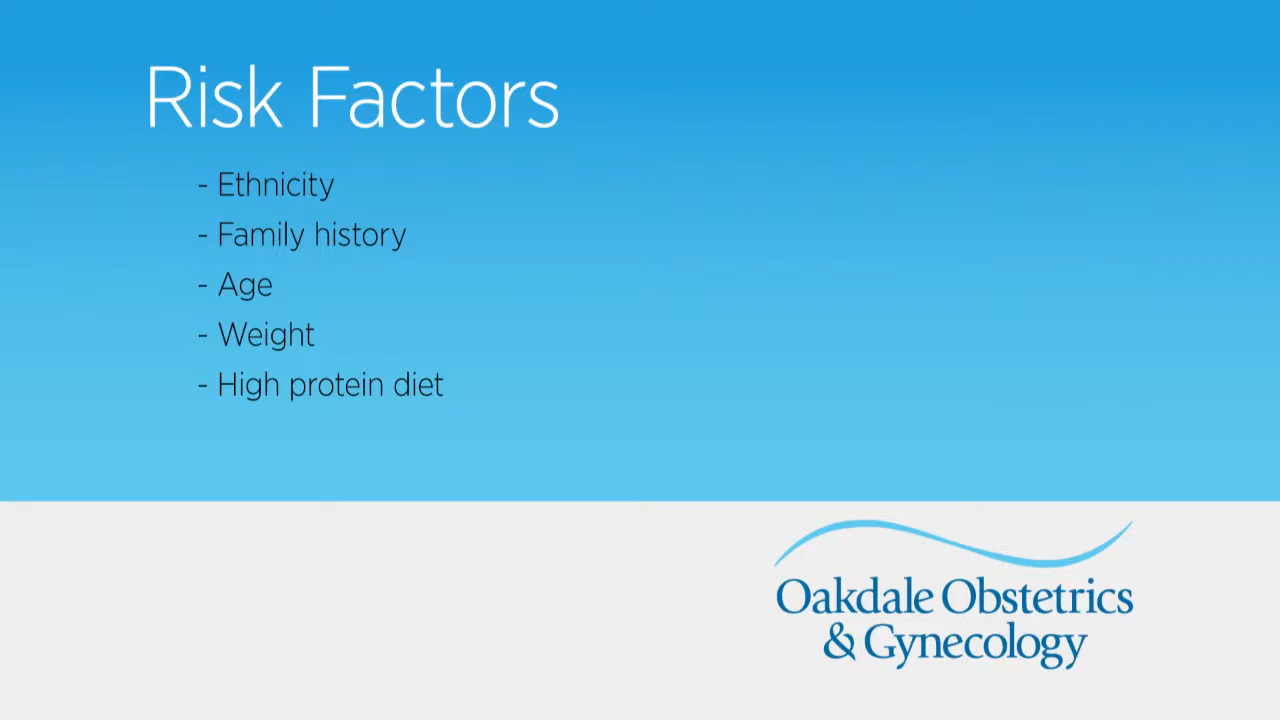 Risk Factors
- Ethnicity
- Family history
- Age
- Weight
- High protein diet
Oakdale Obstetrics
& Gynecology